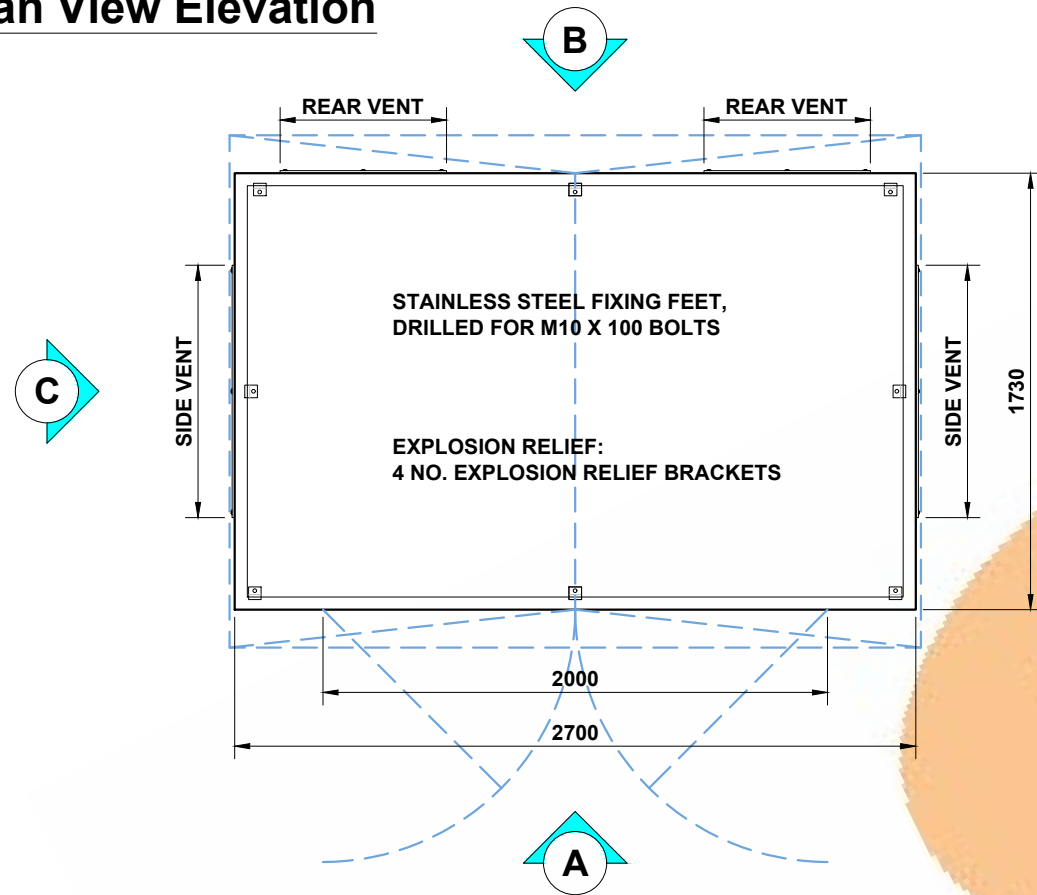 an View Elevation
B
REAR VENT
REAR VENT
STAINLESS STEEL FIXING FEET,
DRILLED FOR M10 X 100 BOLTS
C
SIDE VENT
SIDE VENT
1730
EXPLOSION RELIEF:
4 NO. EXPLOSION RELIEF BRACKETS
2000
2700
A